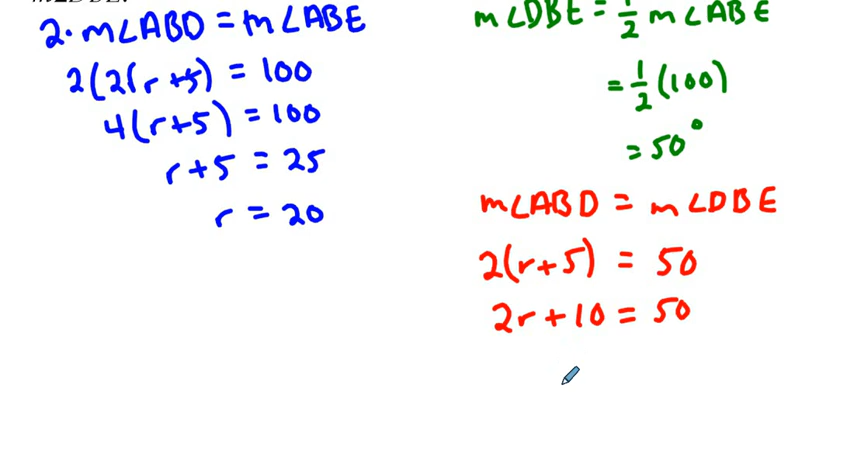 2 · m∠ABD = m∠ABE
2(2(r+5) = 100
4(r+5) = 100
r+5 = 25
r = 20
m∠DBE = 1/2 m∠ABE
= 1/2 (100)
= 50°
m∠ABD = m∠DBE
2(r+5) = 50
2r+10 = 50